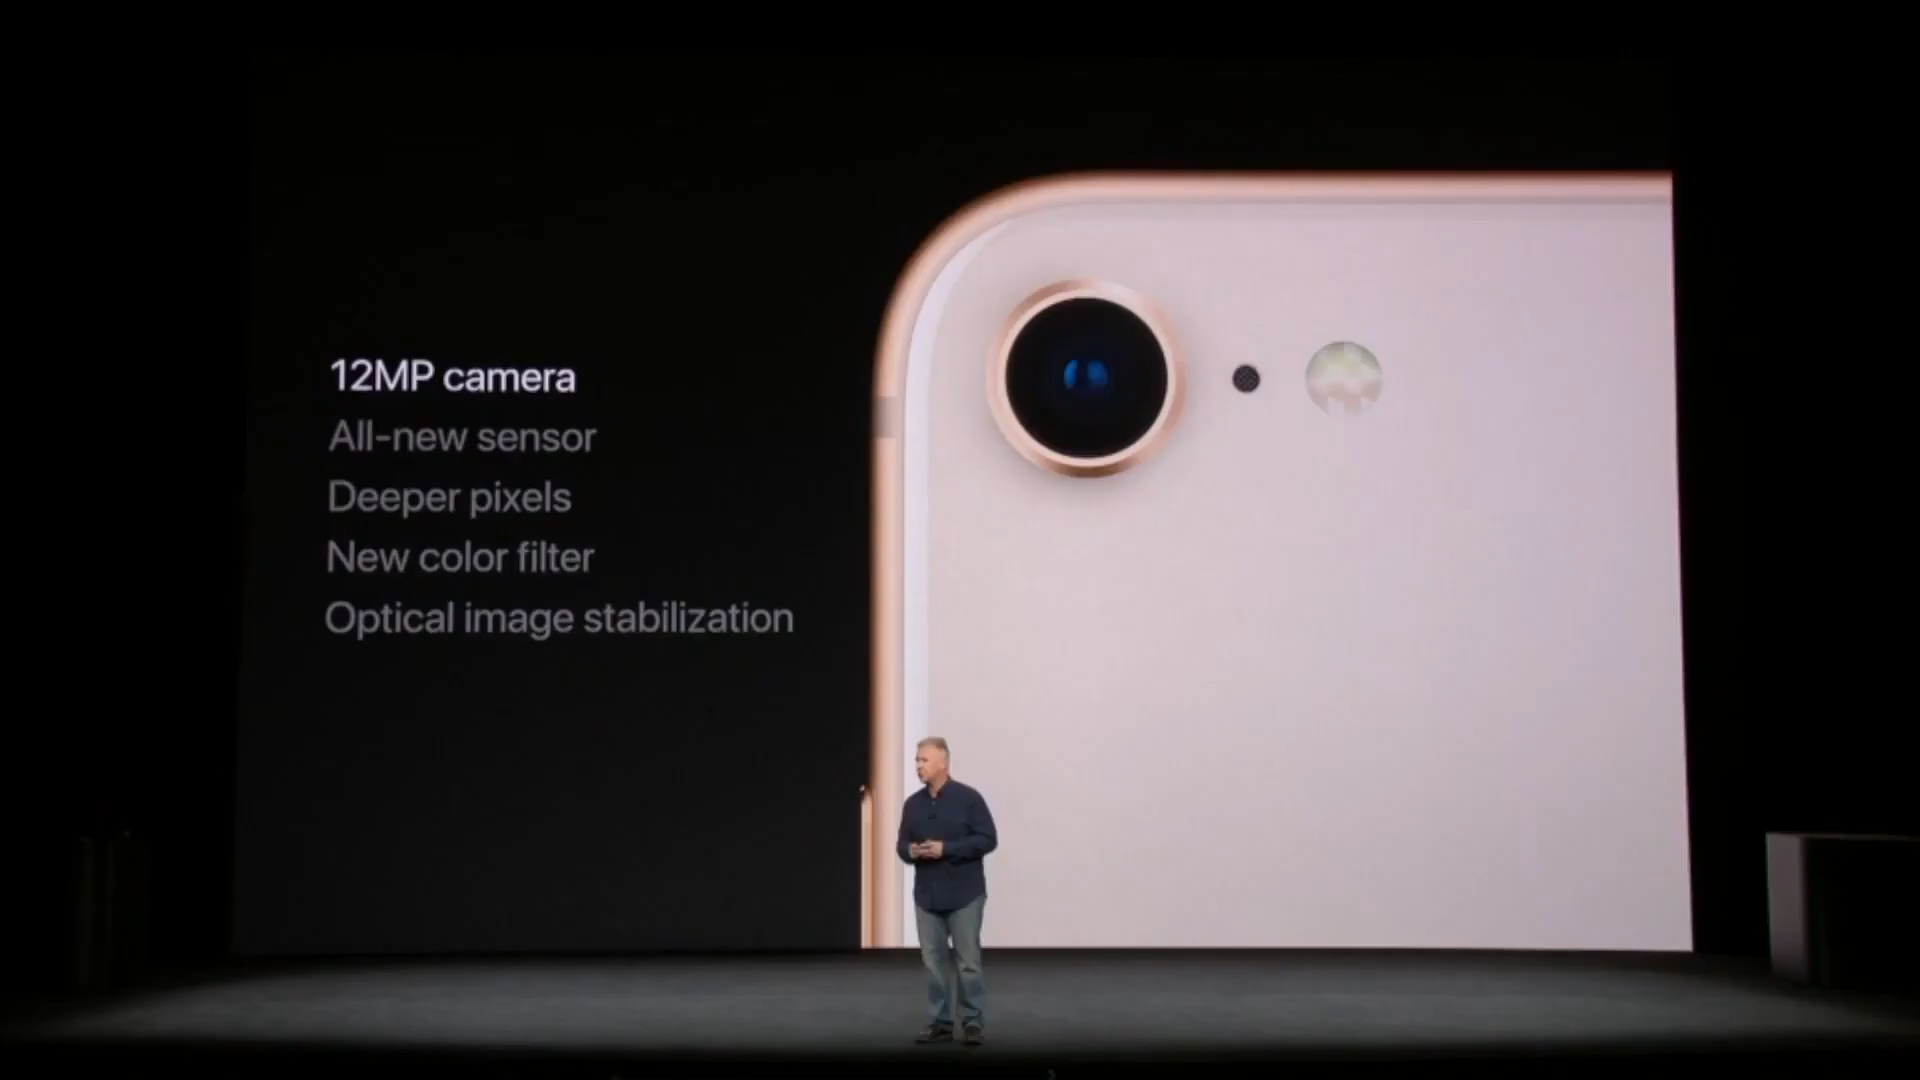 12MP camera
All-new sensor
Deeper pixels
New color filter
Optical image stabilization